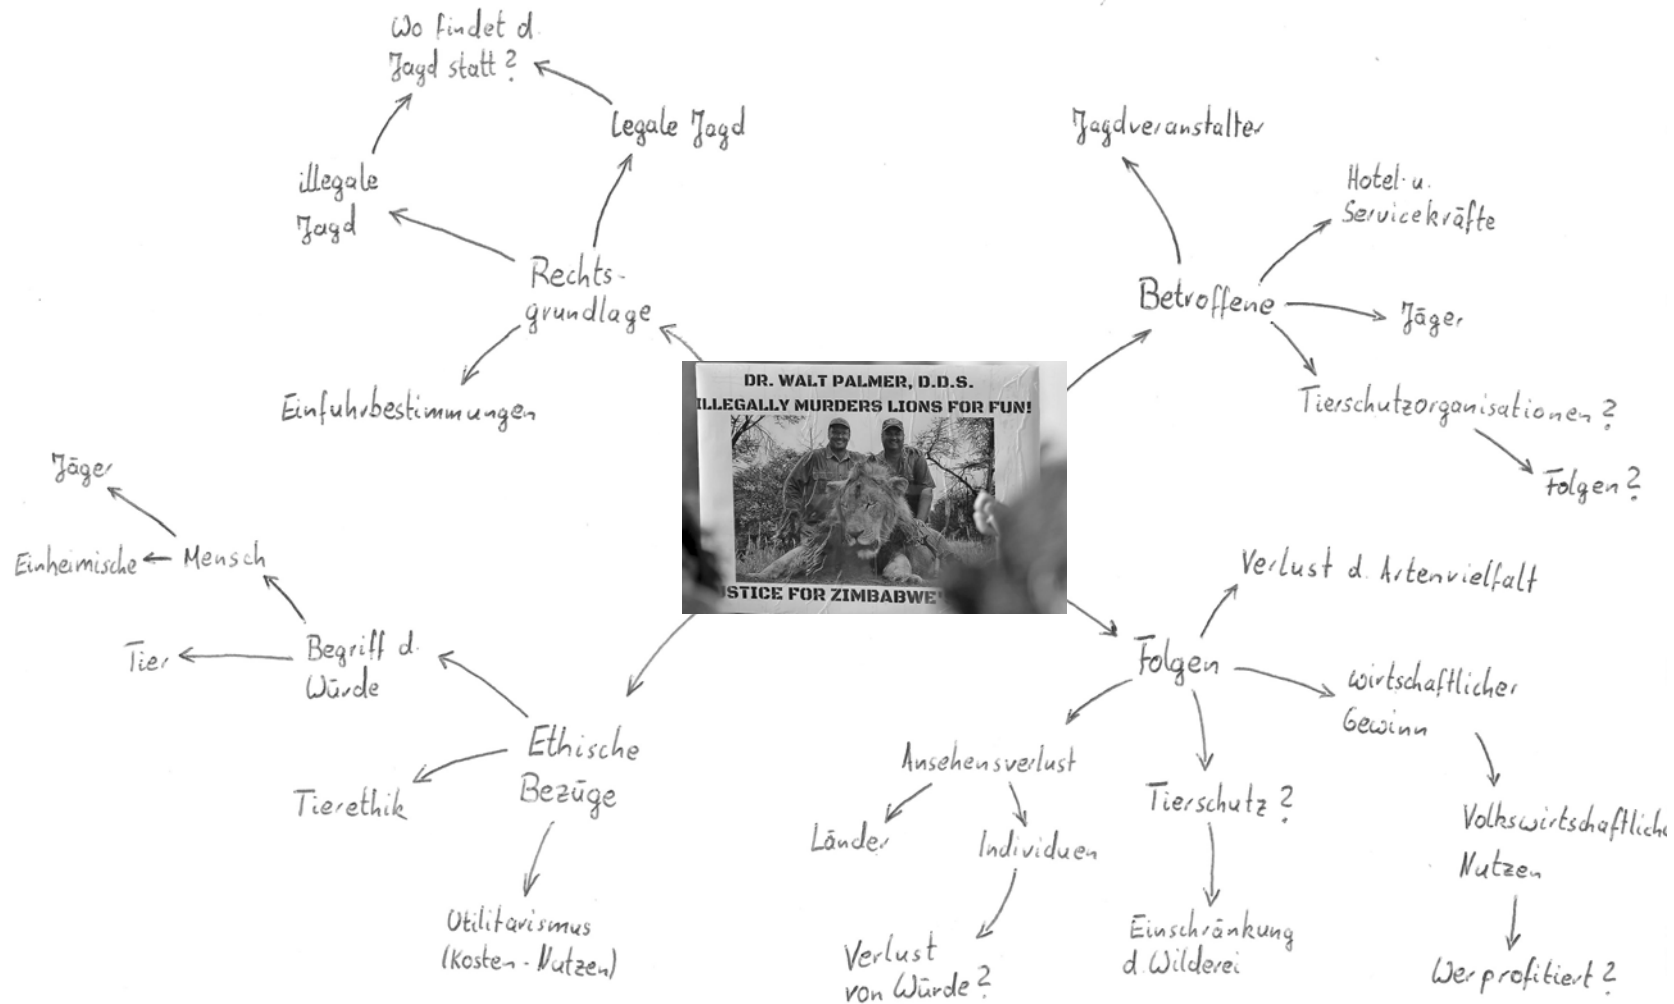 Wo findet d.
Jagd statt?
Legale Jagd
illegale
Jagd
Rechts-
grundlage
Einfuhrbestimmungen
Jagdveranstalter
Hotel- u.
Servicekräfte
Betroffene
Jäger
Tierschutzorganisationen?
Folgen?
DR. WALT PALMER, D.D.S.
ILLEGALLY MURDERS LIONS FOR FUN!
STICE FOR ZIMBABWE'
Jäger
Einheimische
Mensch
Tier
Begriff d.
Würde
Ethische
Bezüge
Tierethik
Utilitarismus
(Kosten-Nutzen)
Verlust d. Artenvielfalt
Folgen
wirtschaftlicher
Gewinn
Ansehensverlust
Länder
Individuen
Verlust
von Würde?
Tierschutz?
Einschränkung
d. Wilderei
Volkswirtschaftliche
Nutzen
Wer profitiert?